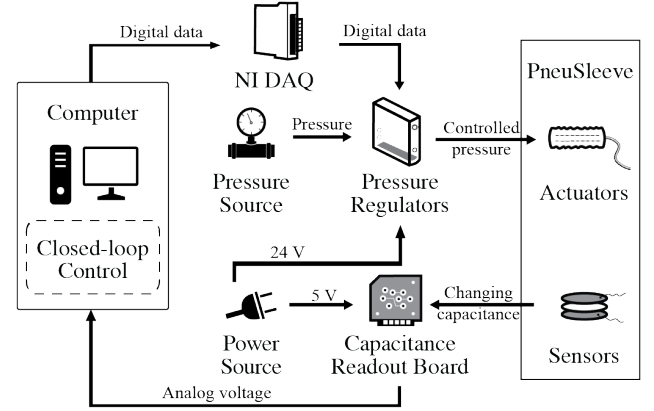 Digital data
Digital data
NI DAQ
PneuSleeve
Computer
Pressure
Controlled
pressure
Pressure
Source
Pressure
Regulators
Actuators
Closed-loop
Control
24 V
5 V
Changing
capacitance
Power
Source
Capacitance
Readout Board
Sensors
Analog voltage